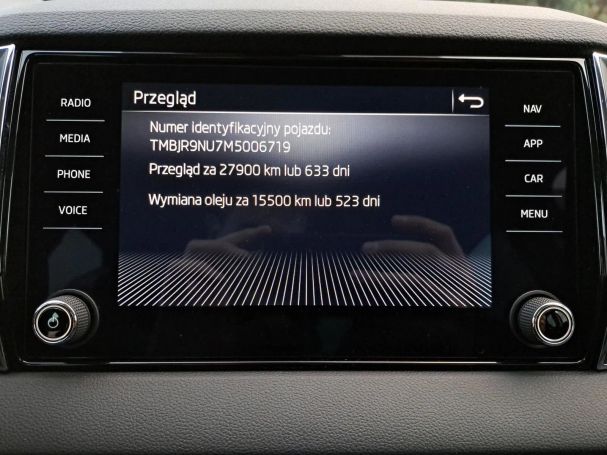 Przegląd
Numer identyfikacyjny pojazdu:
TMBJR9NU7M5006719
Przegląd za 27900 km lub 633 dni
Wymiana oleju za 15500 km lub 523 dni
RADIO
MEDIA
PHONE
VOICE
NAV
APP
CAR
MENU